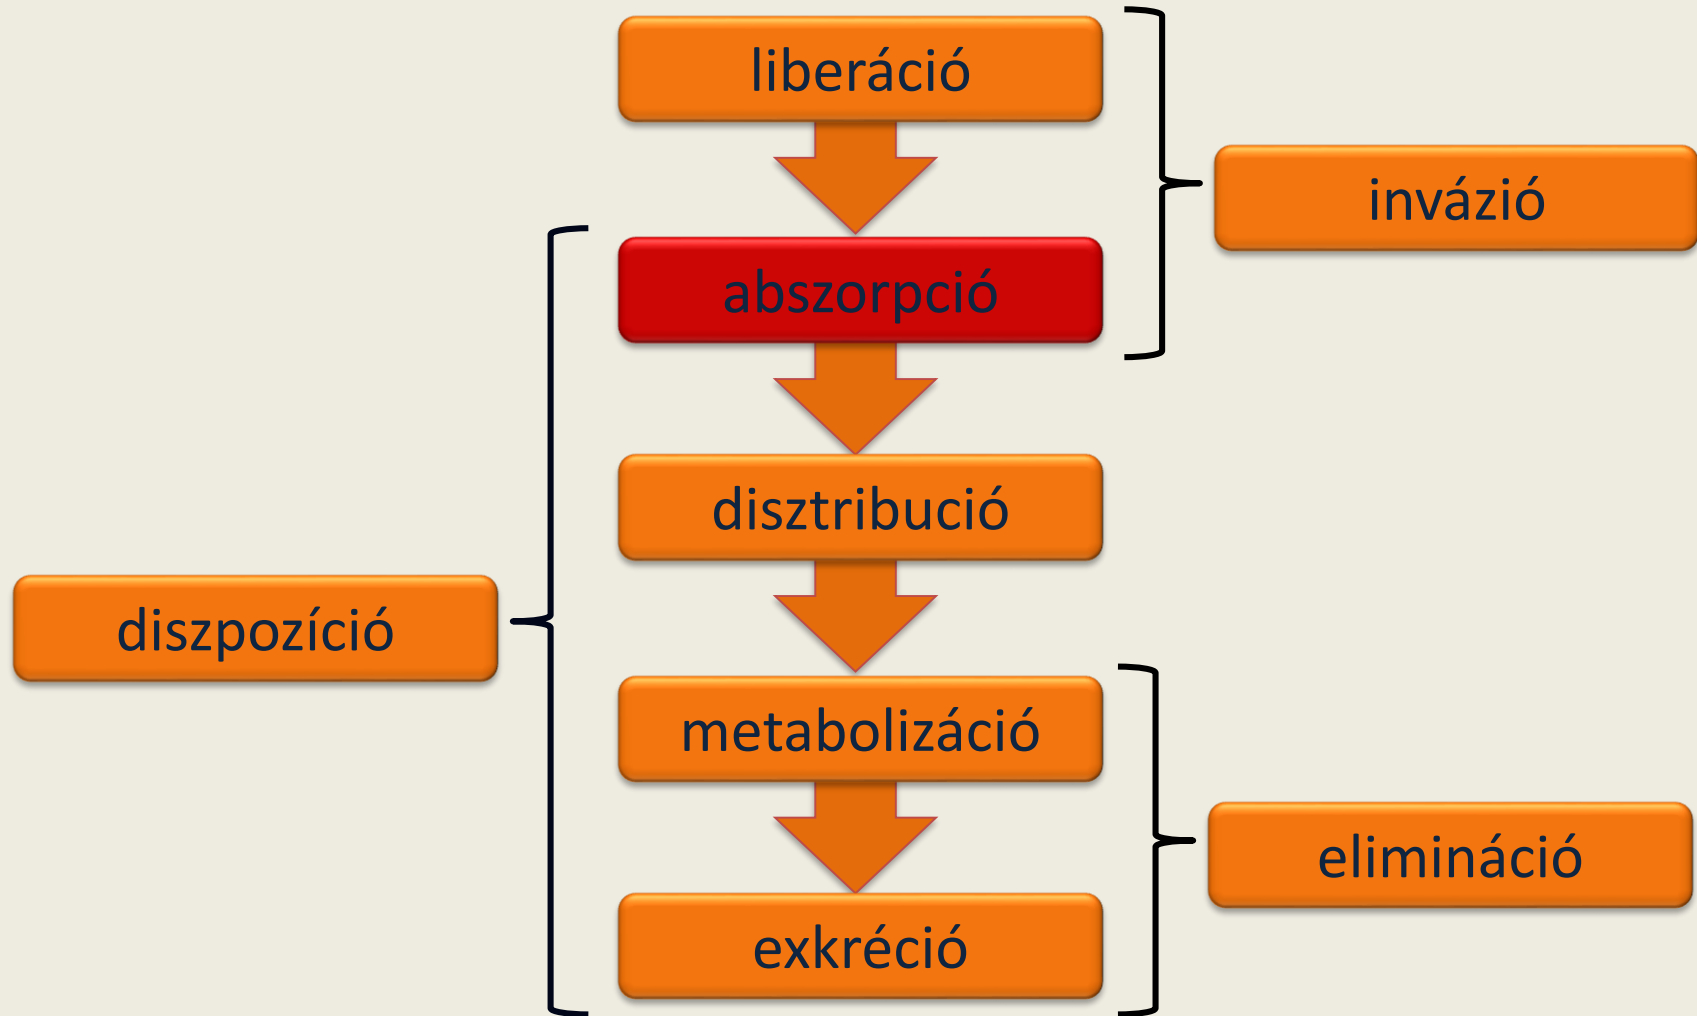 liberáció
invázió
abszorpció
disztribució
diszpozíció
metabolizáció
elimináció
exkréció